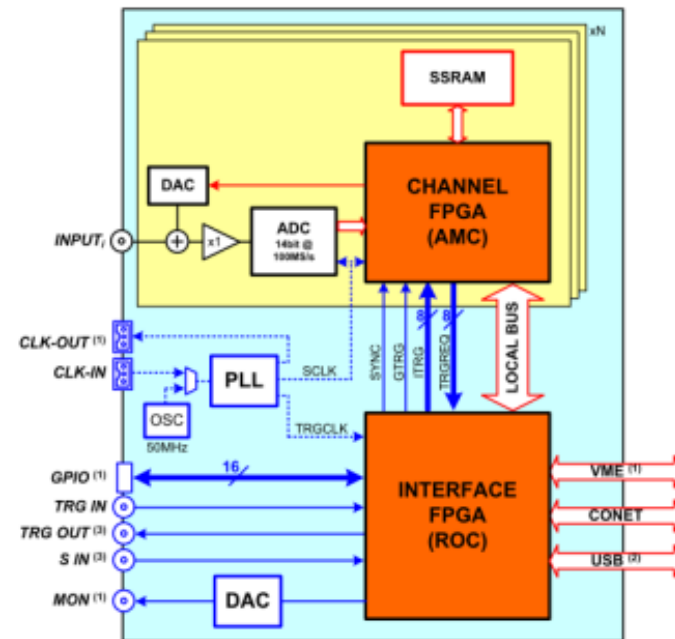 xN
SSRAM
DAC
CHANNEL
FPGA
(AMC)
ADC
14bit @
100MS/s
x1
+
INPUTi
CLK-OUT (1)
CLK-IN
PLL
SCLK
OSC
50MHz
TRGCLK
SYNC
GTRG
ITRG
8
TRGREQ
8
LOCAL BUS
GPIO (1)
16
TRG IN
TRG OUT (3)
S IN (3)
MON (1)
DAC
INTERFACE
FPGA
(ROC)
VME (1)
CONET
USB (2)